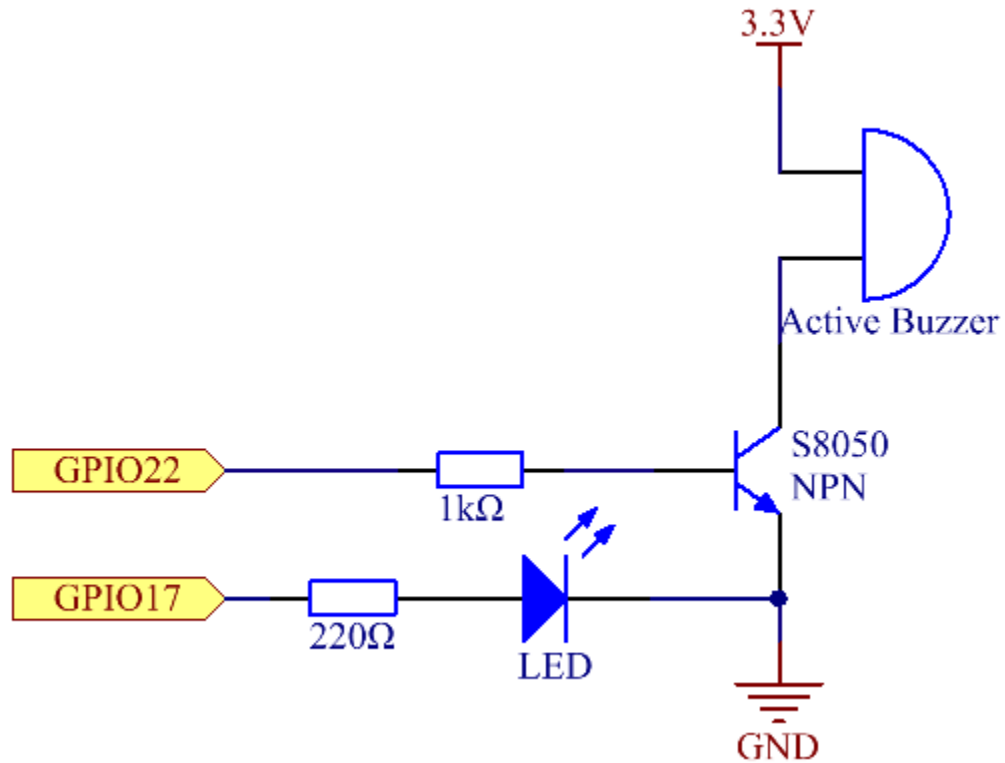 3.3V
Active Buzzer
S8050
NPN
GPIO22
1kΩ
GPIO17
220Ω
LED
GND